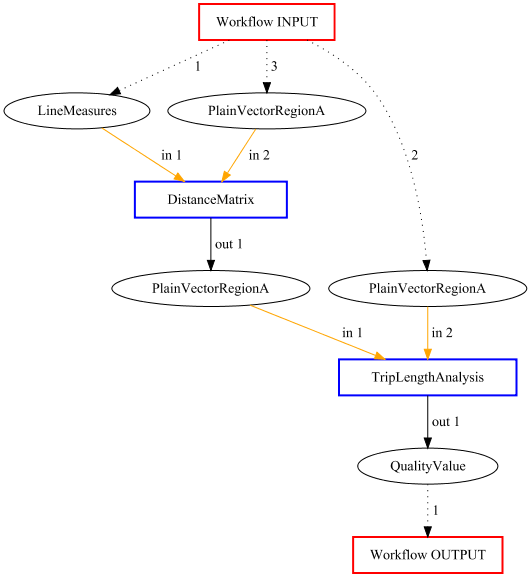 Workflow INPUT
1
3
LineMeasures
PlainVectorRegionA
2
in 1
in 2
DistanceMatrix
out 1
PlainVectorRegionA
PlainVectorRegionA
in 1
in 2
TripLengthAnalysis
out 1
QualityValue
1
Workflow OUTPUT